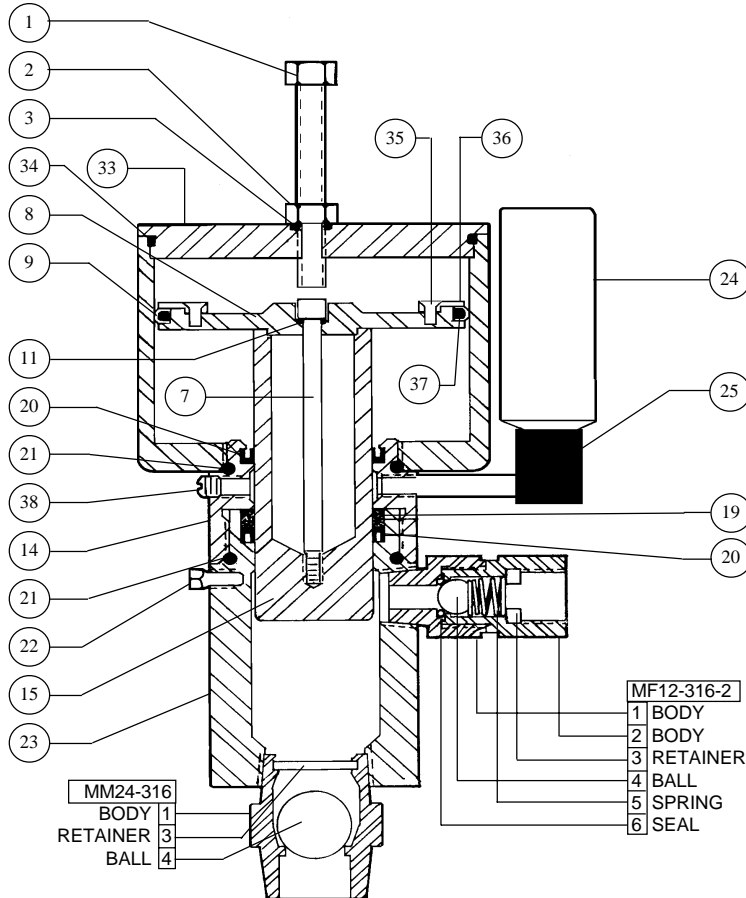 1
2
3
33
35
36
34
8
9
24
11
7
37
25
20
21
38
19
14
20
21
22
15
23
MF12-316-2
1 BODY
2 BODY
3 RETAINER
4 BALL
5 SPRING
6 SEAL
MM24-316
BODY 1
RETAINER 3
BALL 4